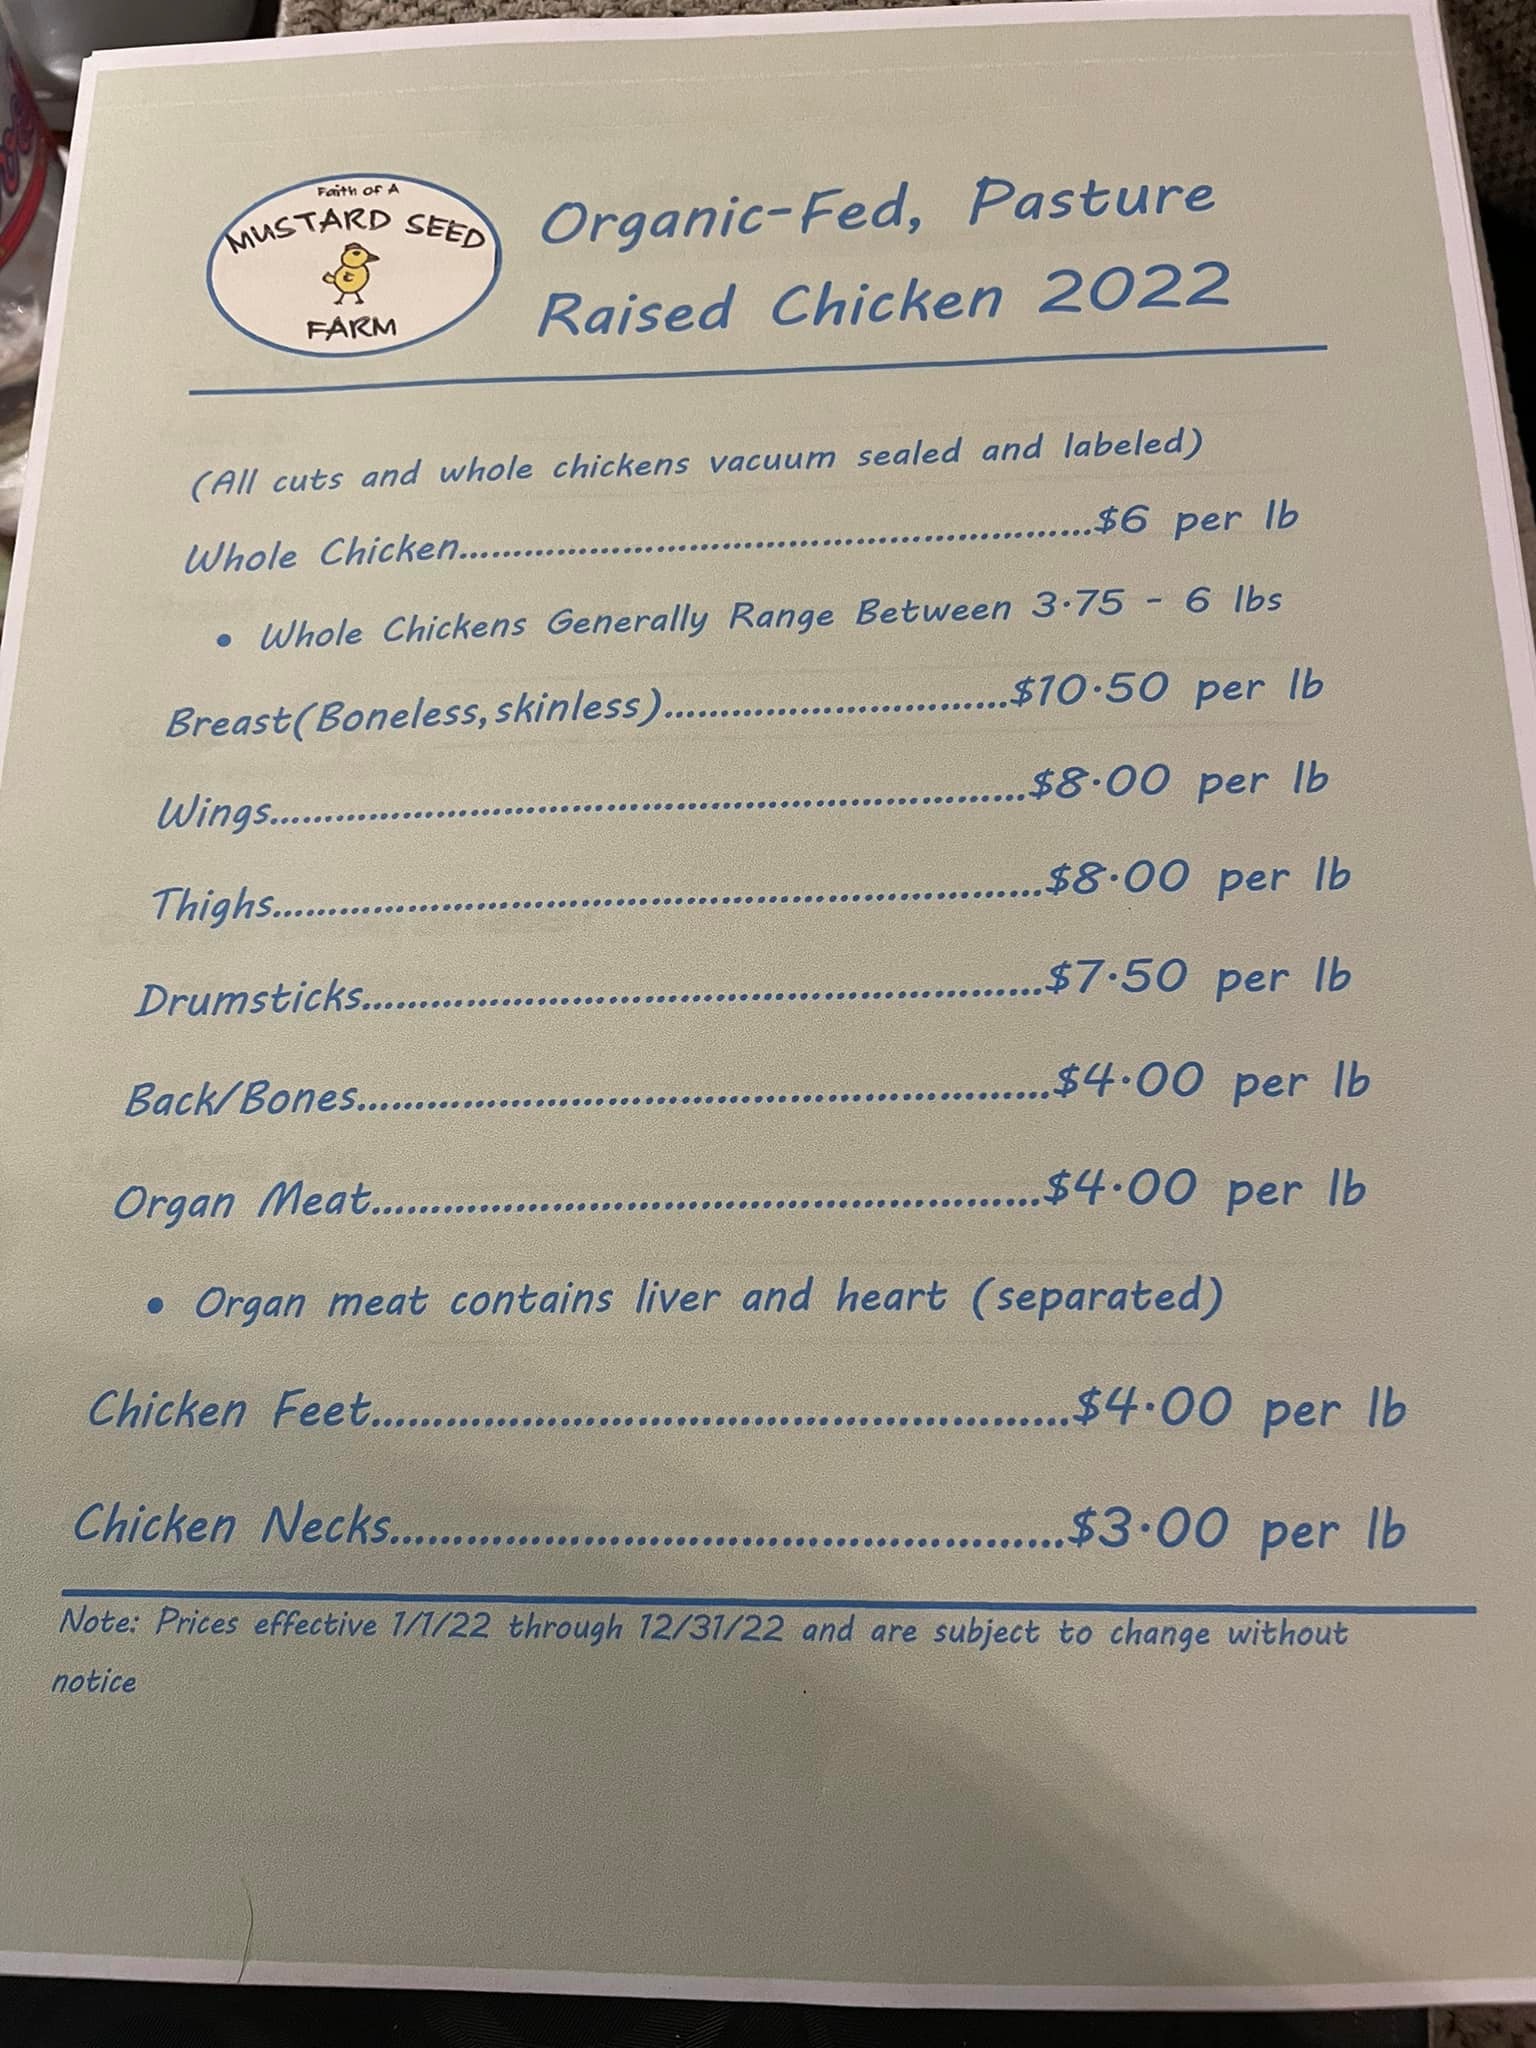 Faith of A
MUSTARD SEED
FARM
Organic-Fed, Pasture
Raised Chicken 2022
(All cuts and whole chickens vacuum sealed and labeled)
Whole Chicken..........................................................$6 per lb
• Whole Chickens Generally Range Between 3.75 - 6 lbs
Breast(Boneless,skinless)...............................$10.50 per lb
Wings.....................................................................$8.00 per lb
Thighs.....................................................................$8.00 per lb
Drumsticks.............................................................$7.50 per lb
Back/Bones.............................................................$4.00 per lb
Organ Meat...........................................................$4.00 per lb
• Organ meat contains liver and heart (separated)
Chicken Feet.........................................................$4.00 per lb
Chicken Necks.....................................................$3.00 per lb
Note: Prices effective 1/1/22 through 12/31/22 and are subject to change without
notice